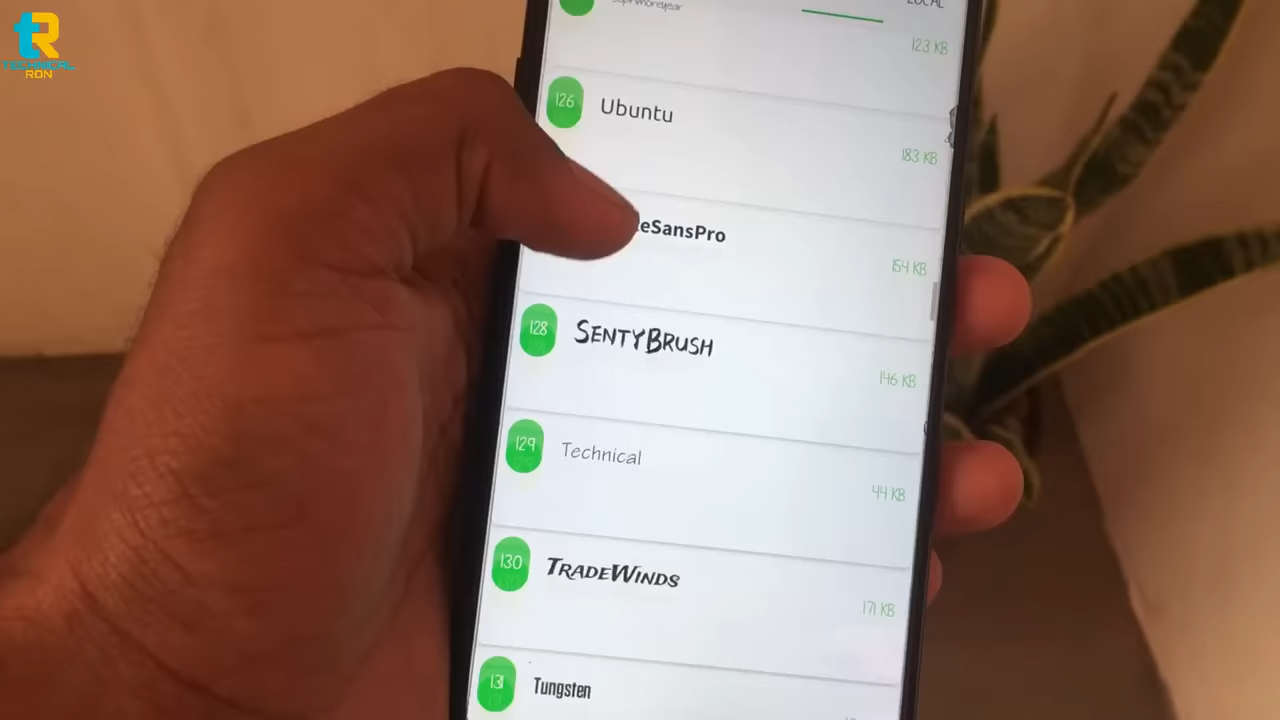 tR
TECHNICAL
RON
LOCAL
123 KB
126
Ubuntu
183 KB
eSansPro
154 KB
128
SENTYBRUSH
146 KB
129
Technical
44 KB
130
TRADEWINDS
171 KB
131
Tungsten